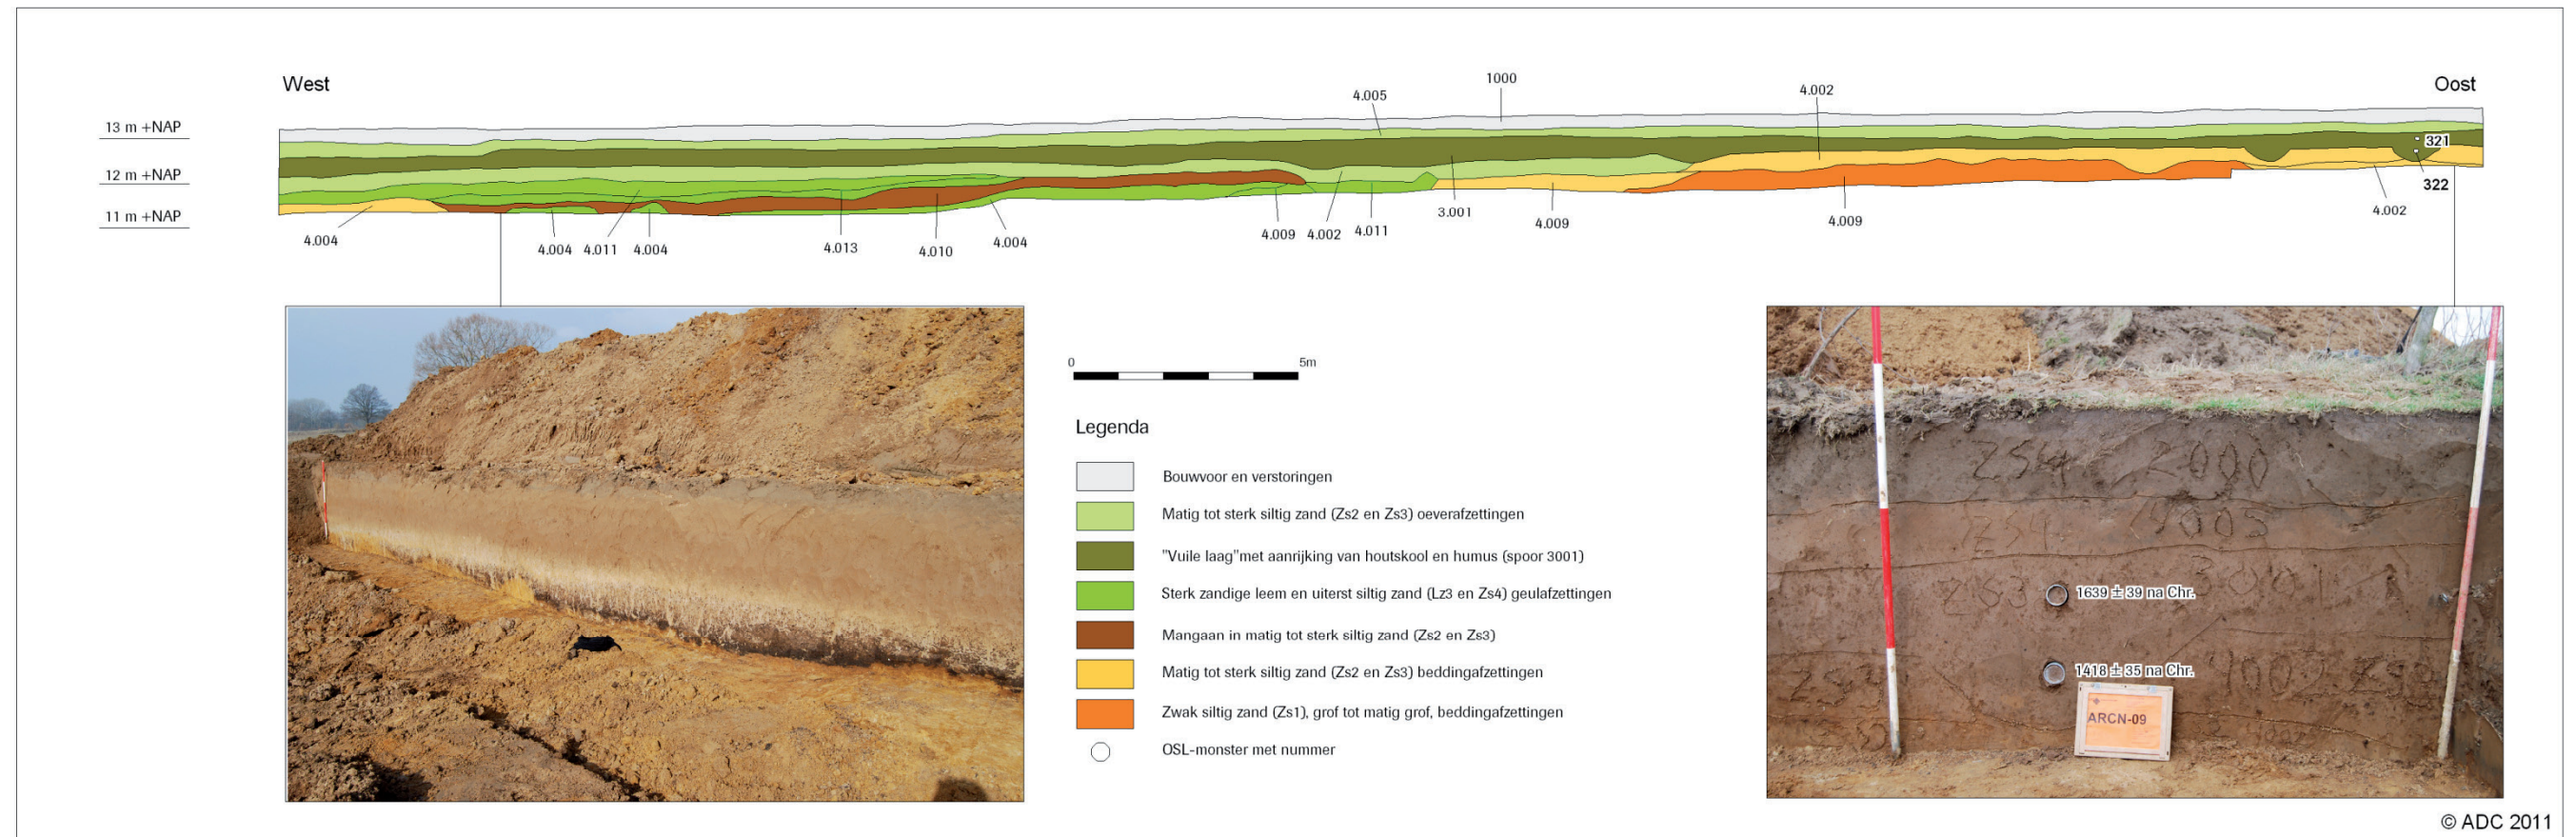 West
Oost
13 m +NAP
12 m +NAP
11 m +NAP
4.005
1000
4.002
321
322
4.004
4.004
4.011
4.004
4.013
4.010
4.004
4.009
4.002
4.011
3.001
4.009
4.009
4.002
0
5m
Legenda
Bouwvoor en verstoringen
Matig tot sterk siltig zand (Zs2 en Zs3) oeverafzettingen
"Vuile laag"met aanrijking van houtskool en humus (spoor 3001)
Sterk zandige leem en uiterst siltig zand (Lz3 en Zs4) geulafzettingen
Mangaan in matig tot sterk siltig zand (Zs2 en Zs3)
Matig tot sterk siltig zand (Zs2 en Zs3) beddingafzettingen
Zwak siltig zand (Zs1), grof tot matig grof, beddingafzettingen
OSL-monster met nummer
ZS4 2000
ZS4 4005
ZS3 3001
1639 ± 39 na Chr.
1418 ± 35 na Chr.
ARCN-09
© ADC 2011